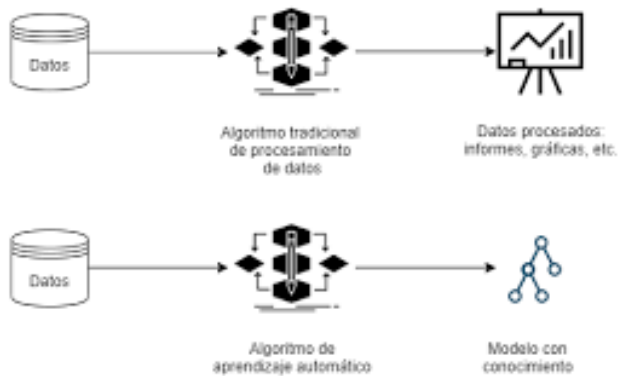 Datos
Algoritmo tradicional
de procesamiento
de datos
Datos procesados:
informes, gráficas, etc.
Datos
Algoritmo de
aprendizaje automático
Modelo con
conocimiento